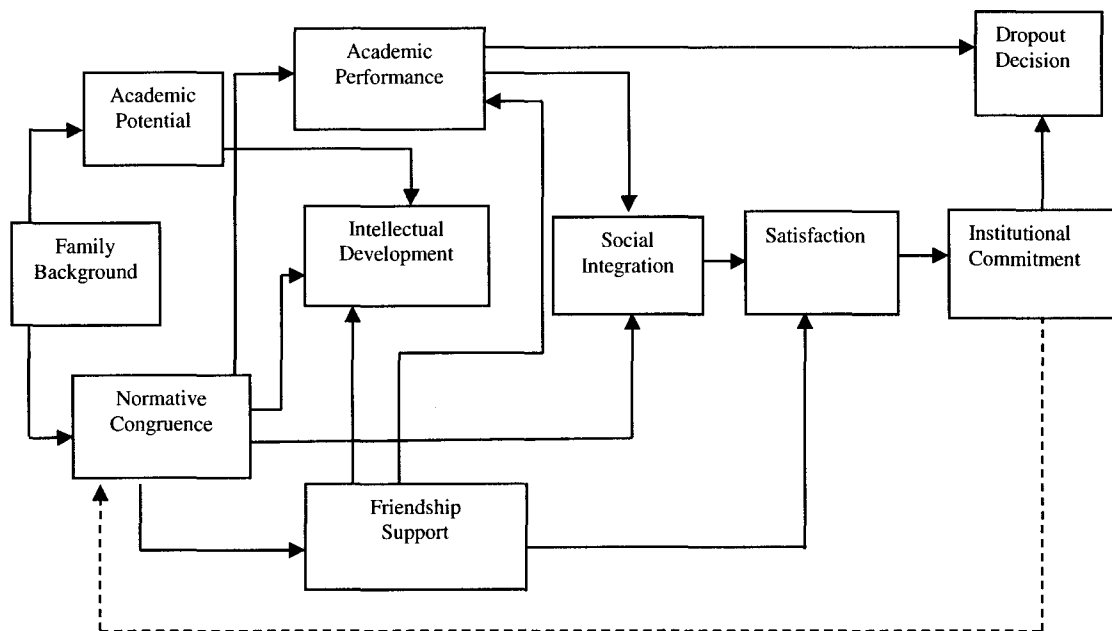 Dropout
Decision
Academic
Performance
Academic
Potential
Intellectual
Development
Family
Background
Social
Integration
Satisfaction
Institutional
Commitment
Normative
Congruence
Friendship
Support